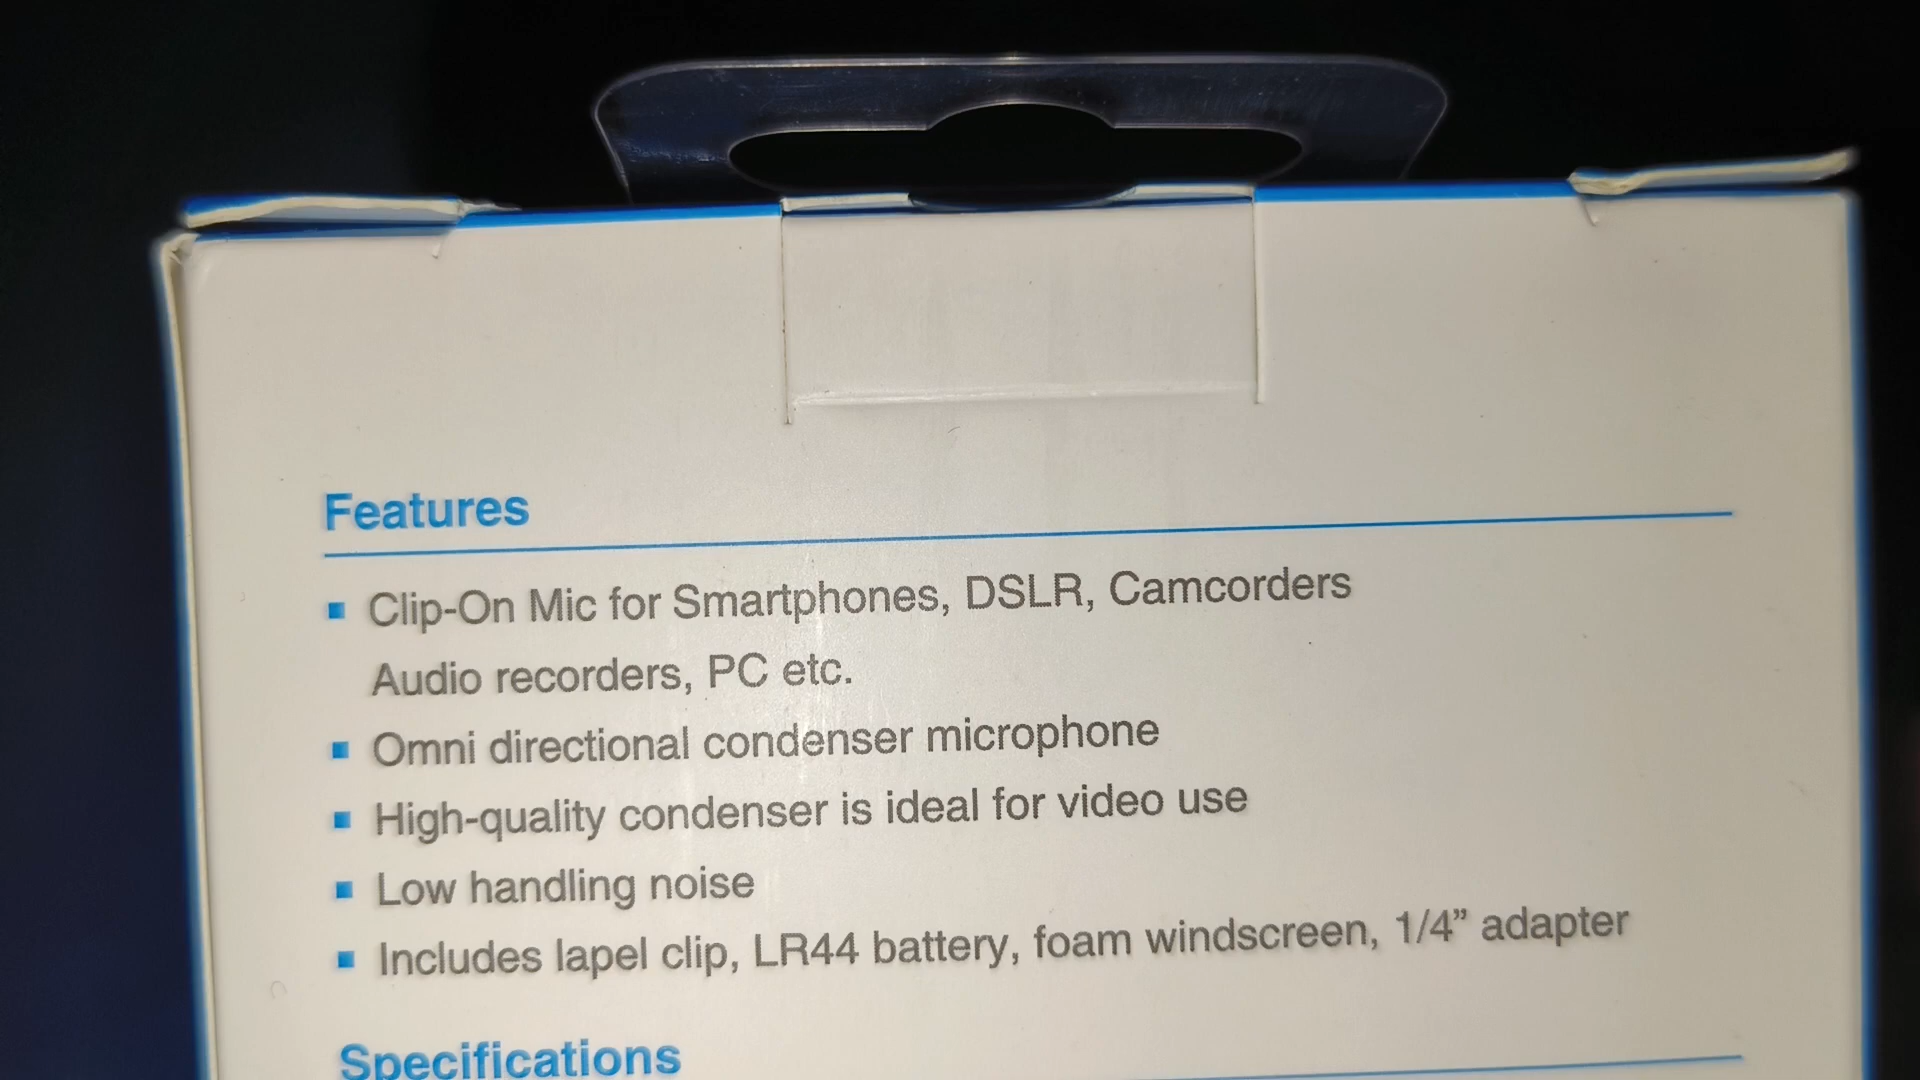 Features
Clip-On Mic for Smartphones, DSLR, Camcorders
Audio recorders, PC etc.
Omni directional condenser microphone
High-quality condenser is ideal for video use
Low handling noise
Includes lapel clip, LR44 battery, foam windscreen, 1/4” adapter
Specifications